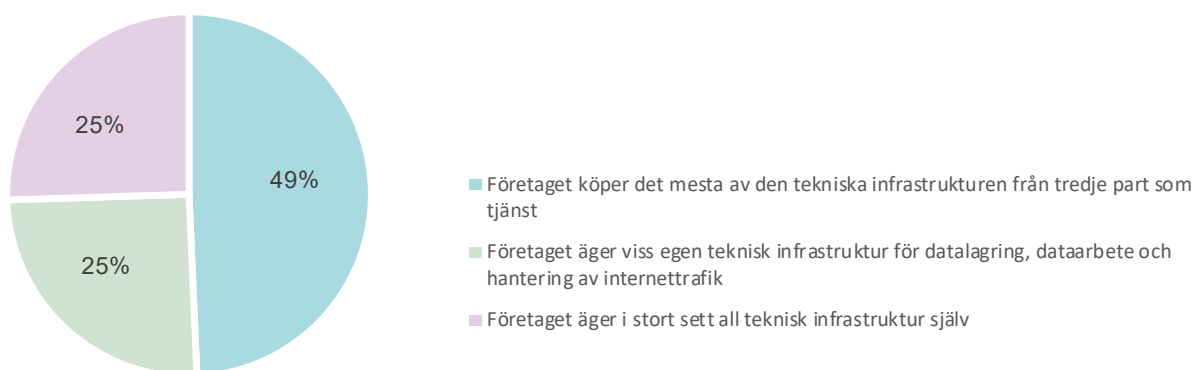 25%
49%
25%
Företaget köper det mesta av den tekniska infrastrukturen från tredje part som
tjänst
Företaget äger viss egen teknisk infrastruktur för datalagring, dataarbete och
hantering av internettrafik
Företaget äger i stort sett all teknisk infrastruktur själv